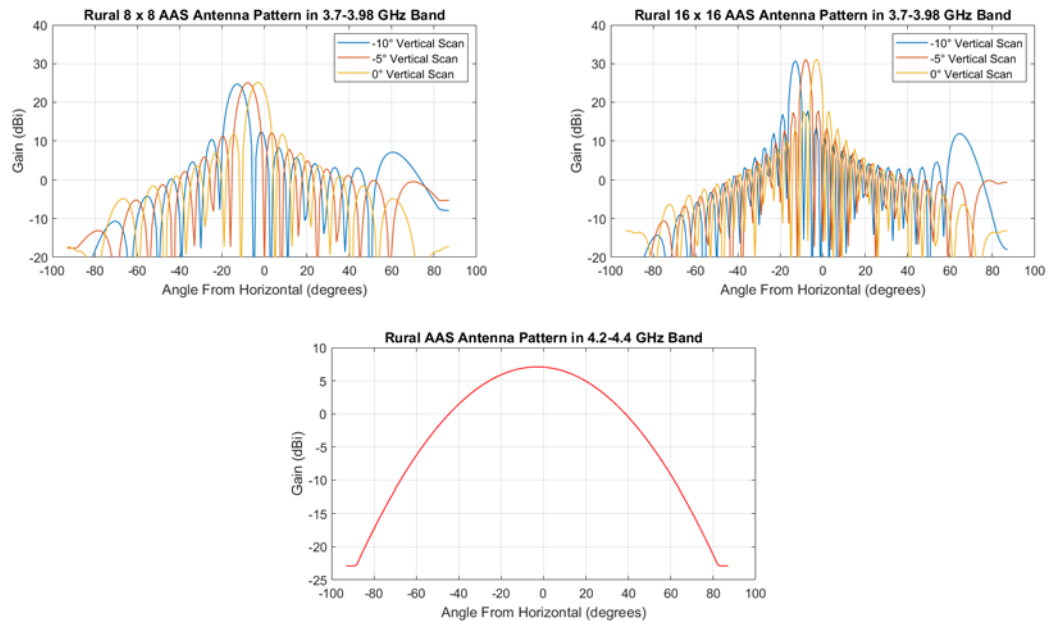 Rural 8 x 8 AAS Antenna Pattern in 3.7-3.98 GHz Band
40
30
20
10
0
-10
-20
Gain (dBi)
-10° Vertical Scan
-5° Vertical Scan
0° Vertical Scan
-100 -80 -60 -40 -20 0 20 40 60 80 100
Angle From Horizontal (degrees)
Rural 16 x 16 AAS Antenna Pattern in 3.7-3.98 GHz Band
40
30
20
10
0
-10
-20
Gain (dBi)
-10° Vertical Scan
-5° Vertical Scan
0° Vertical Scan
-100 -80 -60 -40 -20 0 20 40 60 80 100
Angle From Horizontal (degrees)
Rural AAS Antenna Pattern in 4.2-4.4 GHz Band
10
5
0
-5
-10
-15
-20
-25
Gain (dBi)
-100 -80 -60 -40 -20 0 20 40 60 80 100
Angle From Horizontal (degrees)